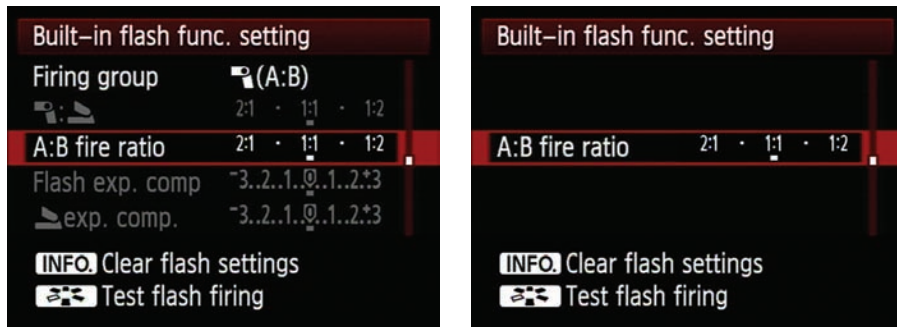 Built-in flash func. setting
Firing group (A:B)
: 2:1 · 1:1 · 1:2
A:B fire ratio 2:1 · 1:1 · 1:2
Flash exp. comp -3..2..1..0..1..2.+3
exp. comp. -3..2..1..0..1..2.+3
INFO. Clear flash settings
Test flash firing
Built-in flash func. setting
A:B fire ratio 2:1 · 1:1 · 1:2
INFO. Clear flash settings
Test flash firing